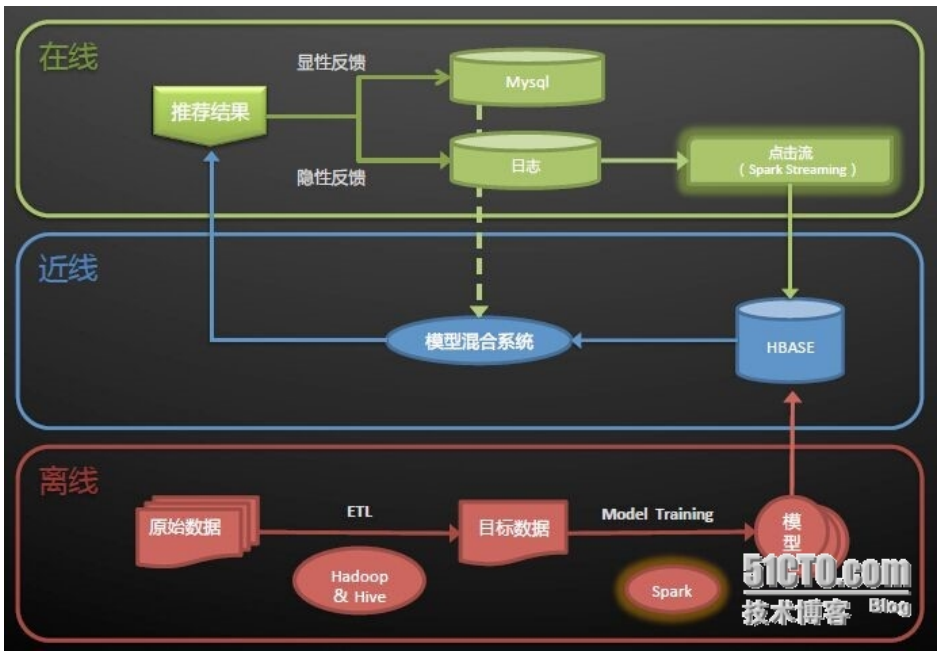 在线
显性反馈
Mysql
推荐结果
日志
点击流
( Spark Streaming )
隐性反馈
近线
模型混合系统
HBASE
离线
原始数据
ETL
目标数据
Model Training
模
型
Hadoop
& Hive
Spark
51CTO.com
技术博客 Blog